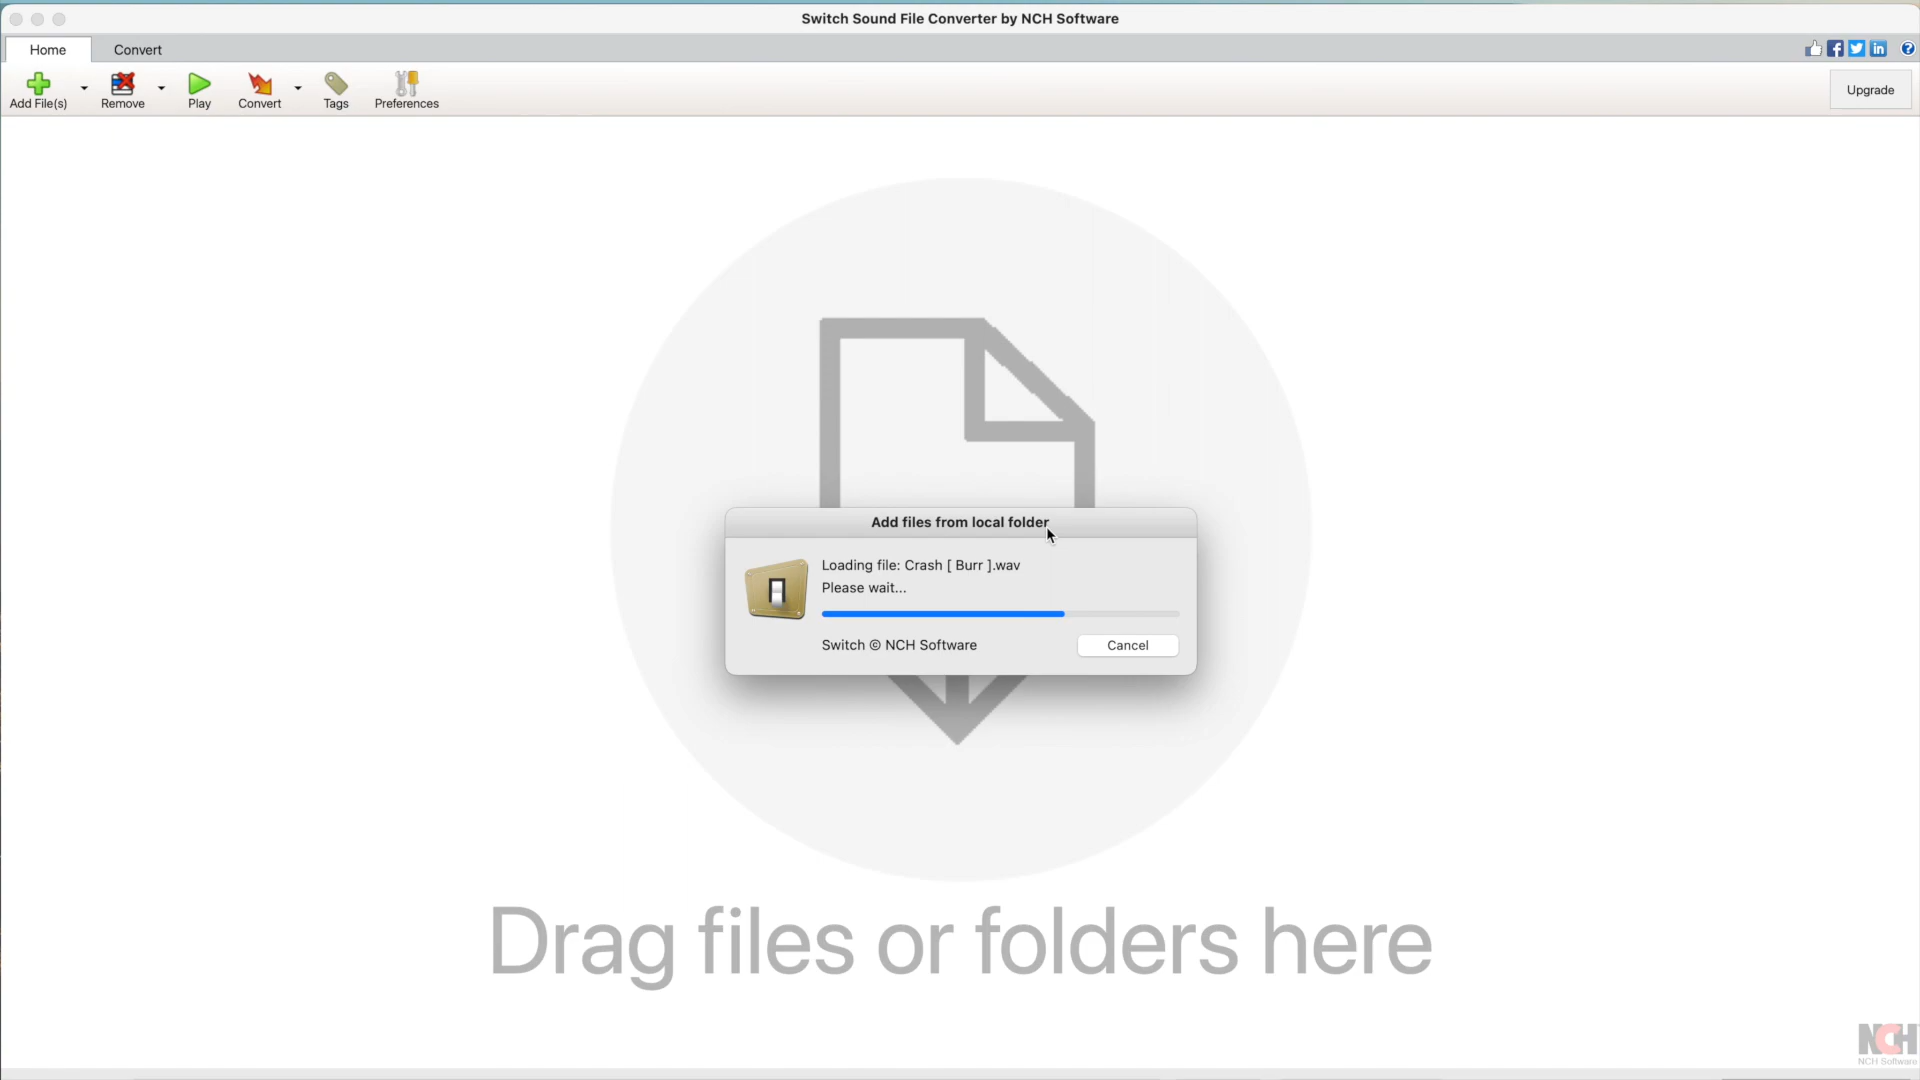 Switch Sound File Converter by NCH Software
Home
Convert
Add File(s)
Remove
Play
Convert
Tags
Preferences
Upgrade
Add files from local folder
Loading file: Crash [ Burr ].wav
Please wait...
Switch © NCH Software
Cancel
Drag files or folders here
NCH
NCH Software